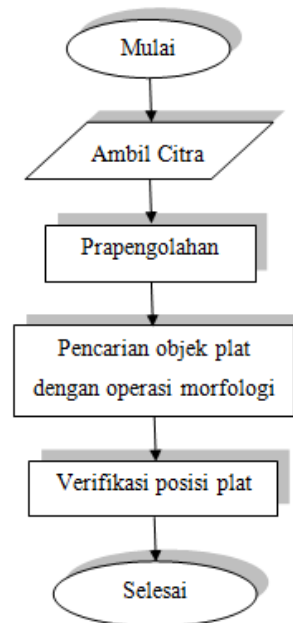 Mulai
Ambil Citra
Prapengolahan
Pencarian objek plat
dengan operasi morfologi
Verifikasi posisi plat
Selesai